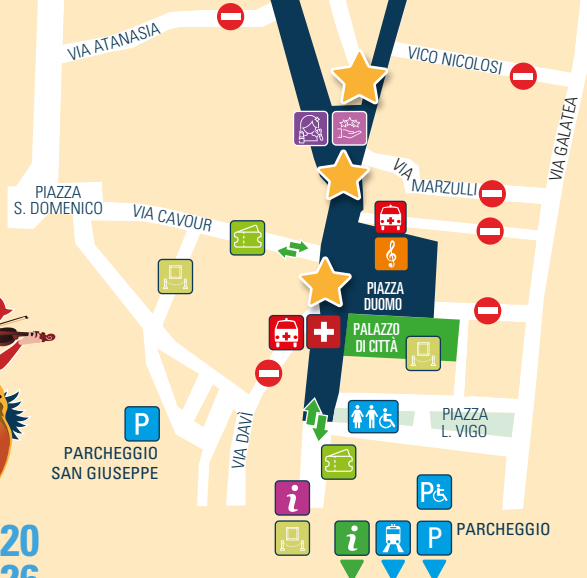 VIA ATANASIA
VICO NICOLOSI
VIA GALATEA
VIA MARZULLI
PIAZZA
S. DOMENICO
VIA CAVOUR
PIAZZA
DUOMO
PALAZZO
DI CITTÀ
VIA DAVÌ
PIAZZA
L. VIGO
P
PARCHEGGIO
SAN GIUSEPPE
i
P
i
P
PARCHEGGIO
20
26